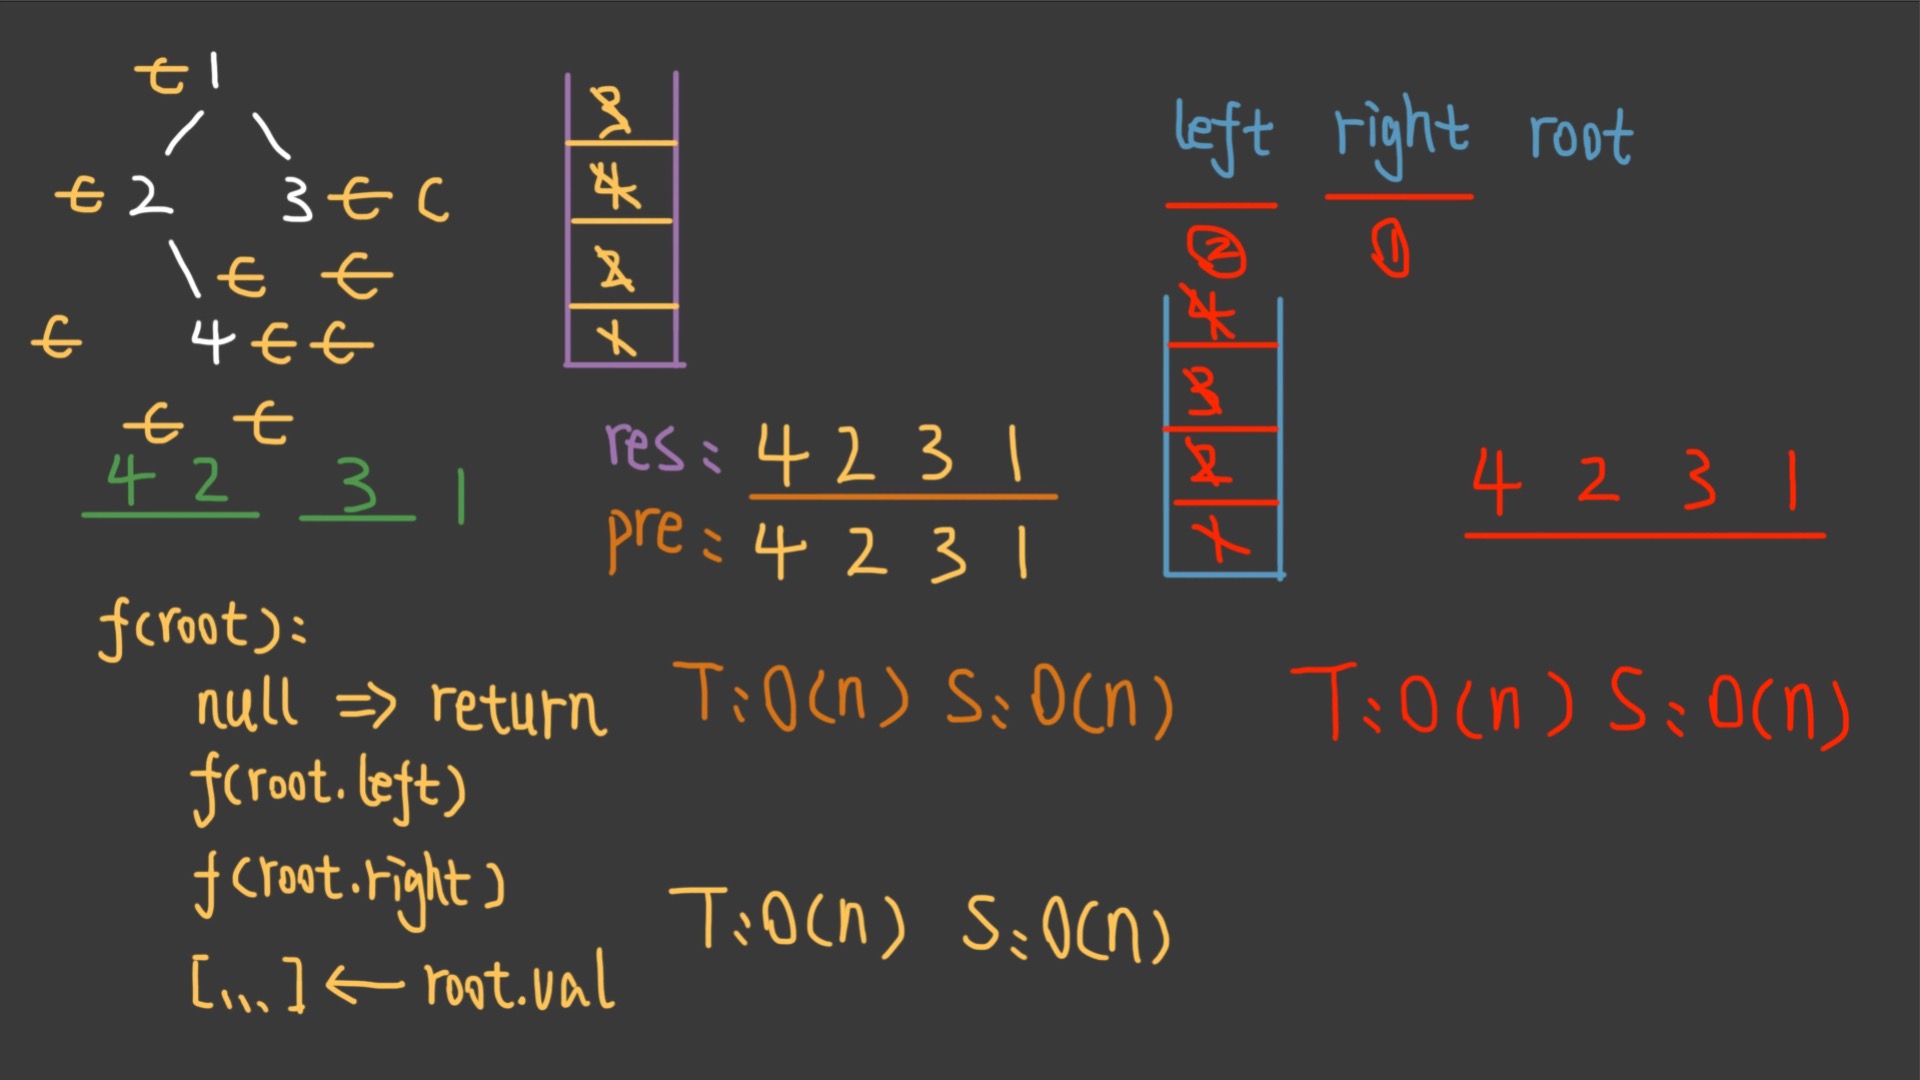 1
2 3 c
4
4 2 3 1
f(root):
null => return
f(root.left)
f(root.right)
[...] ← root.val
3
4
2
1
res: 4 2 3 1
pre: 4 2 3 1
T:O(n) S:O(n)
T:O(n) S:O(n)
left right root
② ①
4
3
2
1
4 2 3 1
T:O(n) S:O(n)